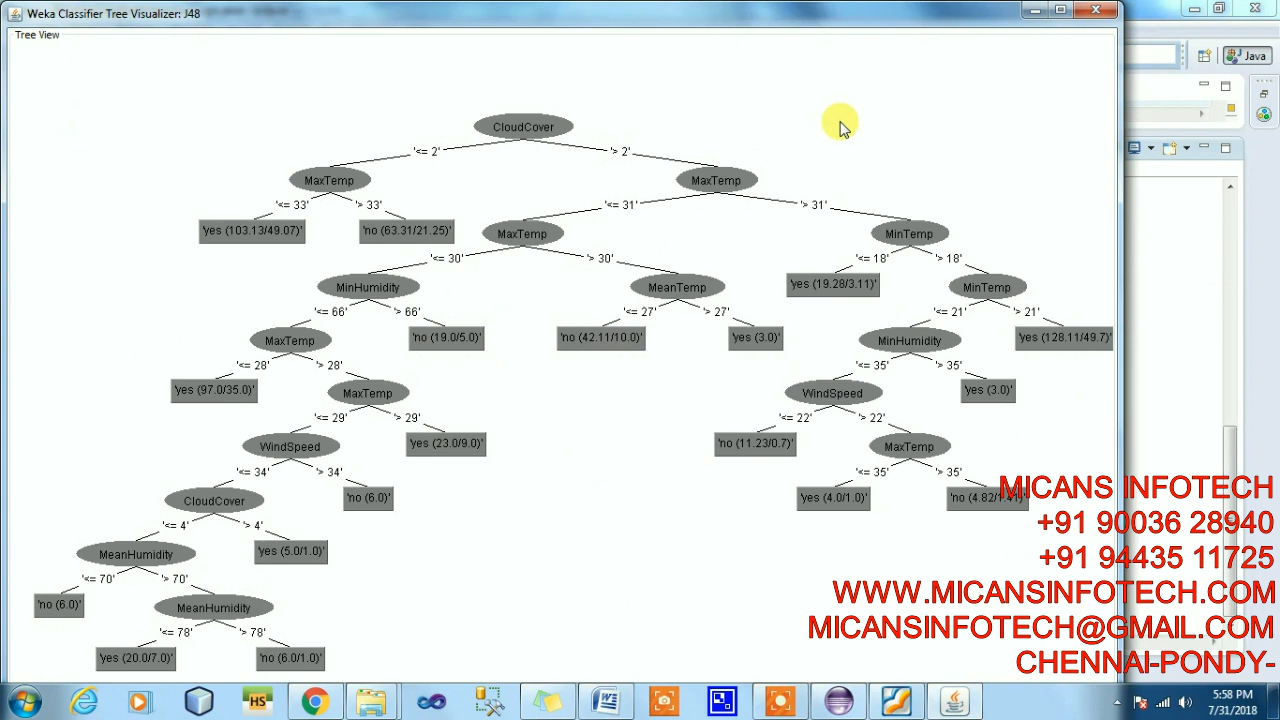 Weka Classifier Tree Visualizer: J48
Tree View
Java
CloudCover
'<= 2' '> 2'
MaxTemp MaxTemp
'<= 33' '> 33' '<= 31' '> 31'
'yes (103.13/49.07)' 'no (63.31/21.25)' MaxTemp MinTemp
'<= 30' '> 30' '<= 18' '> 18'
MinHumidity MeanTemp 'yes (19.28/3.11)' MinTemp
'<= 66' '> 66' '<= 27' '> 27' '<= 21' '> 21'
MaxTemp 'no (19.0/5.0)' 'no (42.11/10.0)' 'yes (3.0)' MinHumidity 'yes (128.11/49.7)
'<= 28' '> 28' '<= 35' '> 35'
'yes (97.0/35.0)' MaxTemp WindSpeed 'yes (3.0)'
'<= 29' '> 29' '<= 22' '> 22'
WindSpeed 'yes (23.0/9.0)' 'no (11.23/0.7)' MaxTemp
'<= 34' '> 34' '<= 35' '> 35'
CloudCover 'no (6.0)' 'yes (4.0/1.0)' 'no (4.82/1.41)'
'<= 4' '> 4'
MeanHumidity 'yes (5.0/1.0)'
'<= 70' '> 70'
'no (6.0)' MeanHumidity
'<= 78' '> 78'
'yes (20.0/7.0)' 'no (6.0/1.0)'
MICANS INFOTECH
+91 90036 28940
+91 94435 11725
WWW.MICANSINFOTECH.COM
MICANSINFOTECH@GMAIL.COM
CHENNAI-PONDY-
HS
5:58 PM
7/31/2018